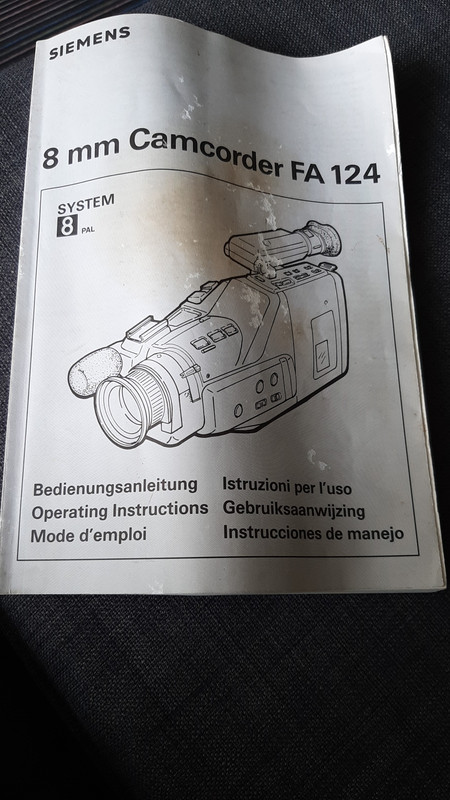 SIEMENS
8 mm Camcorder FA 124
SYSTEM
8 PAL
Bedienungsanleitung
Operating Instructions
Mode d'emploi
Istruzioni per l'uso
Gebruiksaanwijzing
Instrucciones de manejo